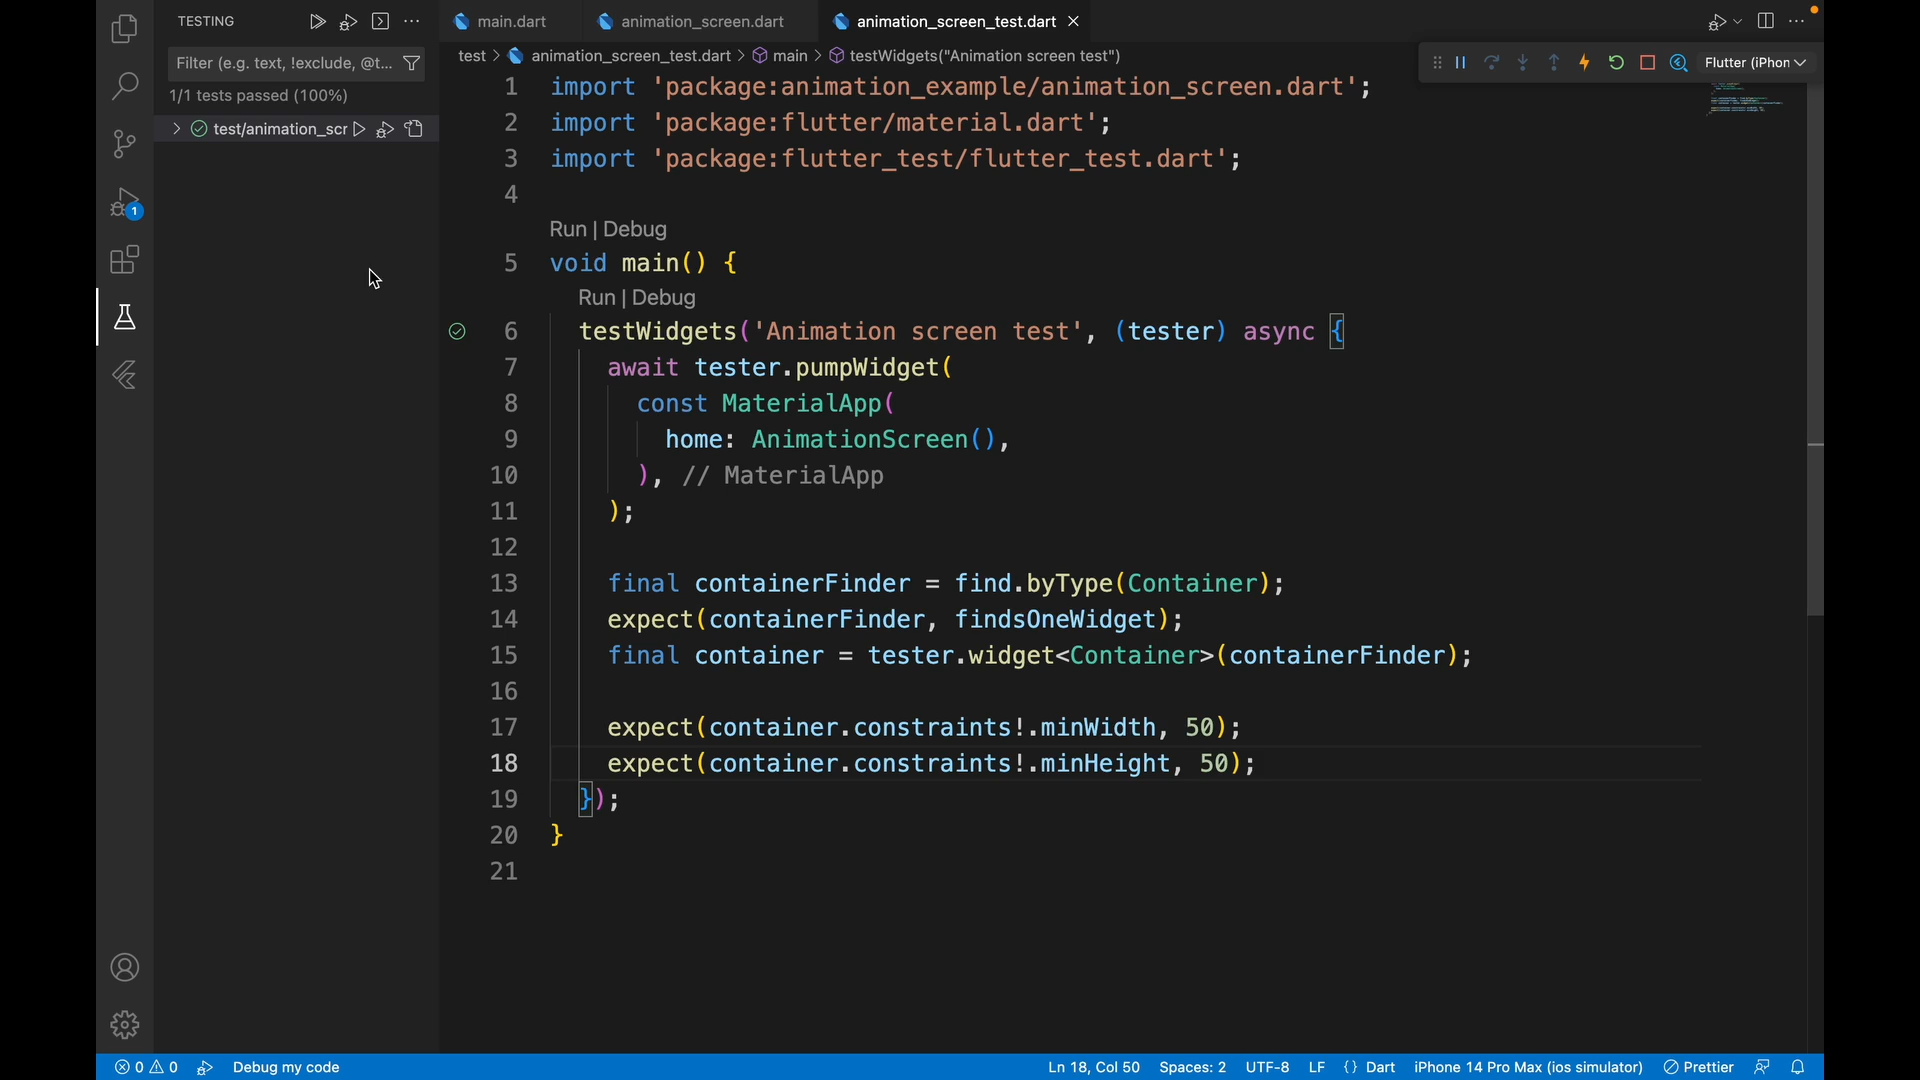 TESTING
main.dart
animation_screen.dart
animation_screen_test.dart
Filter (e.g. text, !exclude, @t...
1/1 tests passed (100%)
test/animation_scr
test > animation_screen_test.dart > main > testWidgets("Animation screen test")
Flutter (iPhon
1 import 'package:animation_example/animation_screen.dart';
2 import 'package:flutter/material.dart';
3 import 'package:flutter_test/flutter_test.dart';
4
Run | Debug
5 void main() {
Run | Debug
6 testWidgets('Animation screen test', (tester) async {
7 await tester.pumpWidget(
8 const MaterialApp(
9 home: AnimationScreen(),
10 ), // MaterialApp
11 );
12
13 final containerFinder = find.byType(Container);
14 expect(containerFinder, findsOneWidget);
15 final container = tester.widget<Container>(containerFinder);
16
17 expect(container.constraints!.minWidth, 50);
18 expect(container.constraints!.minHeight, 50);
19 });
20 }
21
1
0 0 Debug my code
Ln 18, Col 50 Spaces: 2 UTF-8 LF {} Dart iPhone 14 Pro Max (ios simulator) Prettier